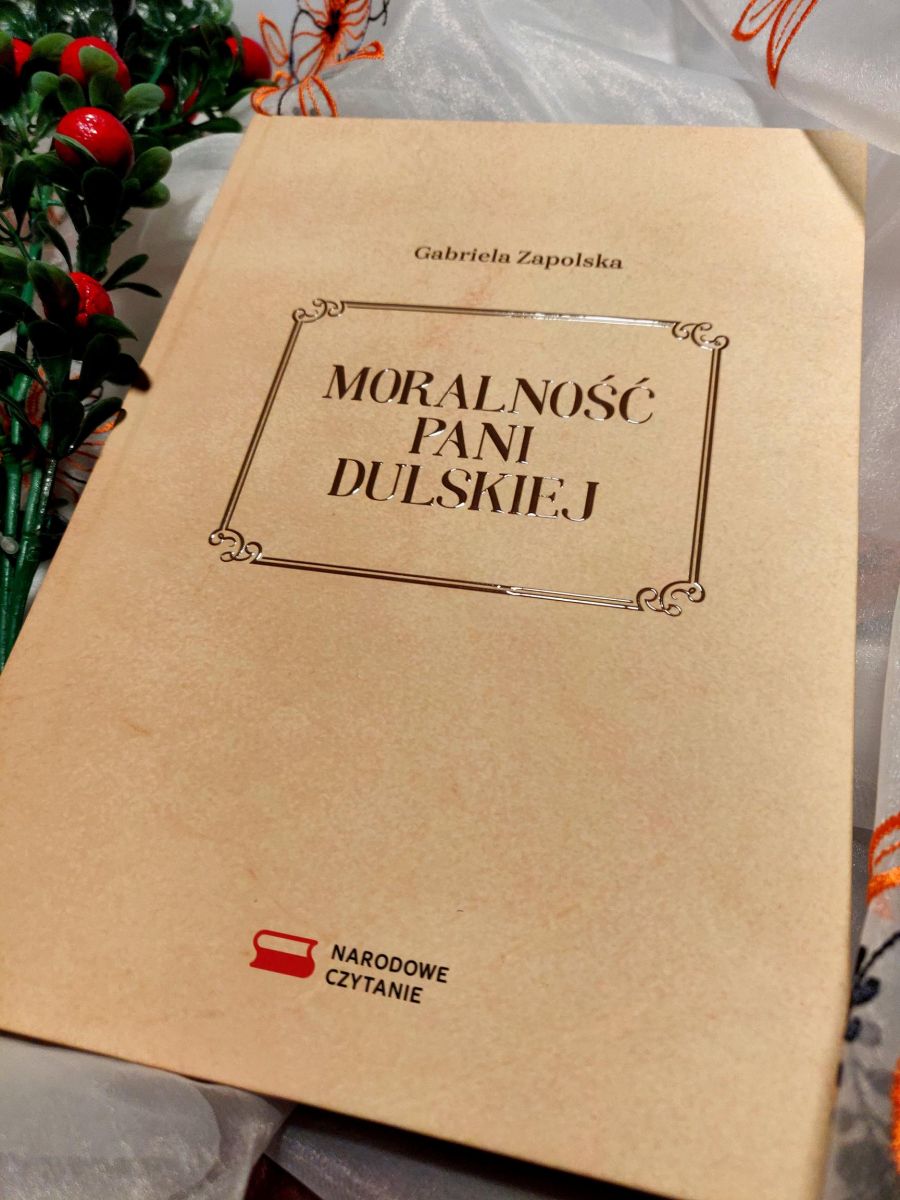 Gabriela Zapolska
MORALNOŚĆ
PANI
DULSKIEJ
NARODOWE
CZYTANIE